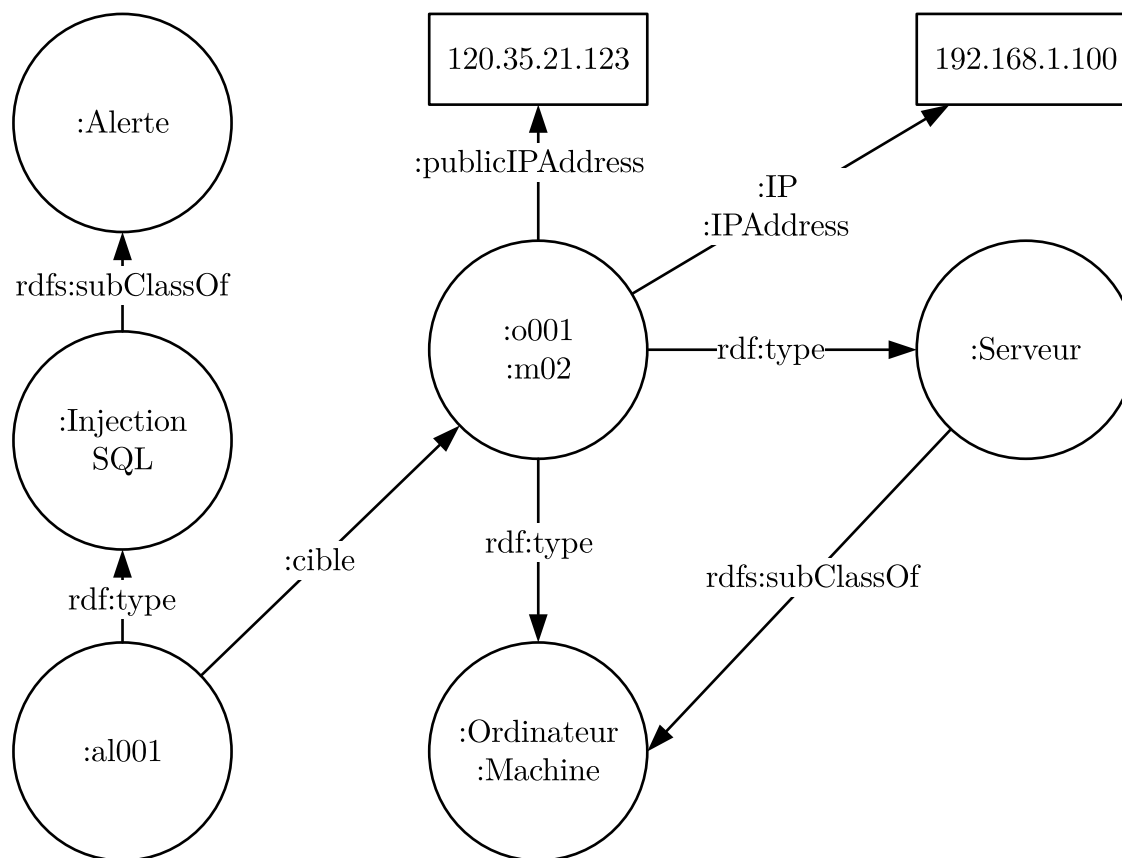 120.35.21.123
192.168.1.100
:Alerte
:publicIPAddress
:IP
:IPAddress
rdfs:subClassOf
:o001
:m02
rdf:type
:Serveur
:Injection
SQL
:cible
rdf:type
rdfs:subClassOf
rdf:type
:al001
:Ordinateur
:Machine